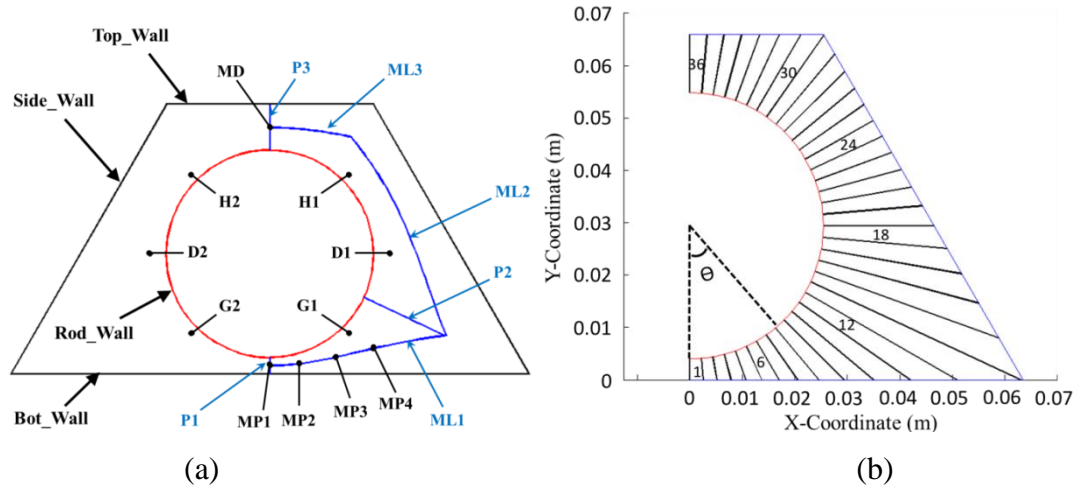 Top_Wall
MD
P3
ML3
Side_Wall
H2
H1
ML2
D2
D1
P2
G2
G1
Rod_Wall
Bot_Wall
P1
MP1
MP2
MP3
MP4
ML1
(a)
0.07
0.06
0.05
0.04
0.03
0.02
0.01
0
Y-Coordinate (m)
36
30
24
18
12
6
1
Θ
0 0.01 0.02 0.03 0.04 0.05 0.06 0.07
X-Coordinate (m)
(b)